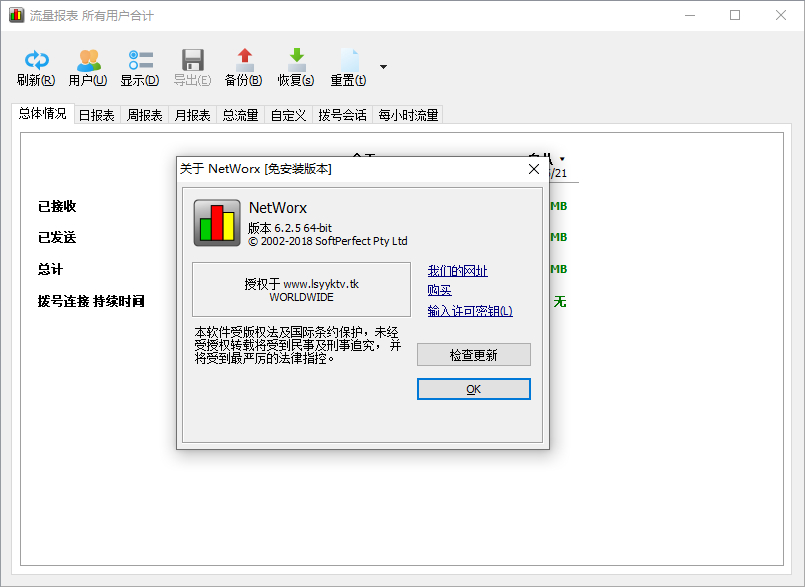 流量报表 所有用户合计
刷新(R) 用户(U) 显示(D) 导出(E) 备份(B) 恢复(s) 重置(t)
总体情况 日报表 周报表 月报表 总流量 自定义 拨号会话 每小时流量
关于 NetWorx [免安装版本]
/21
已接收
MB
已发送
MB
总计
MB
拨号连接 持续时间
无
NetWorx
版本 6.2.5 64-bit
© 2002-2018 SoftPerfect Pty Ltd
授权于 www.lsyyktv.tk
WORLDWIDE
我们的网址
购买
输入许可密钥(L)
本软件受版权法及国际条约保护，未经
受授权转载将受到民事及刑事追究， 并
将受到最严厉的法律指控。
检查更新
OK